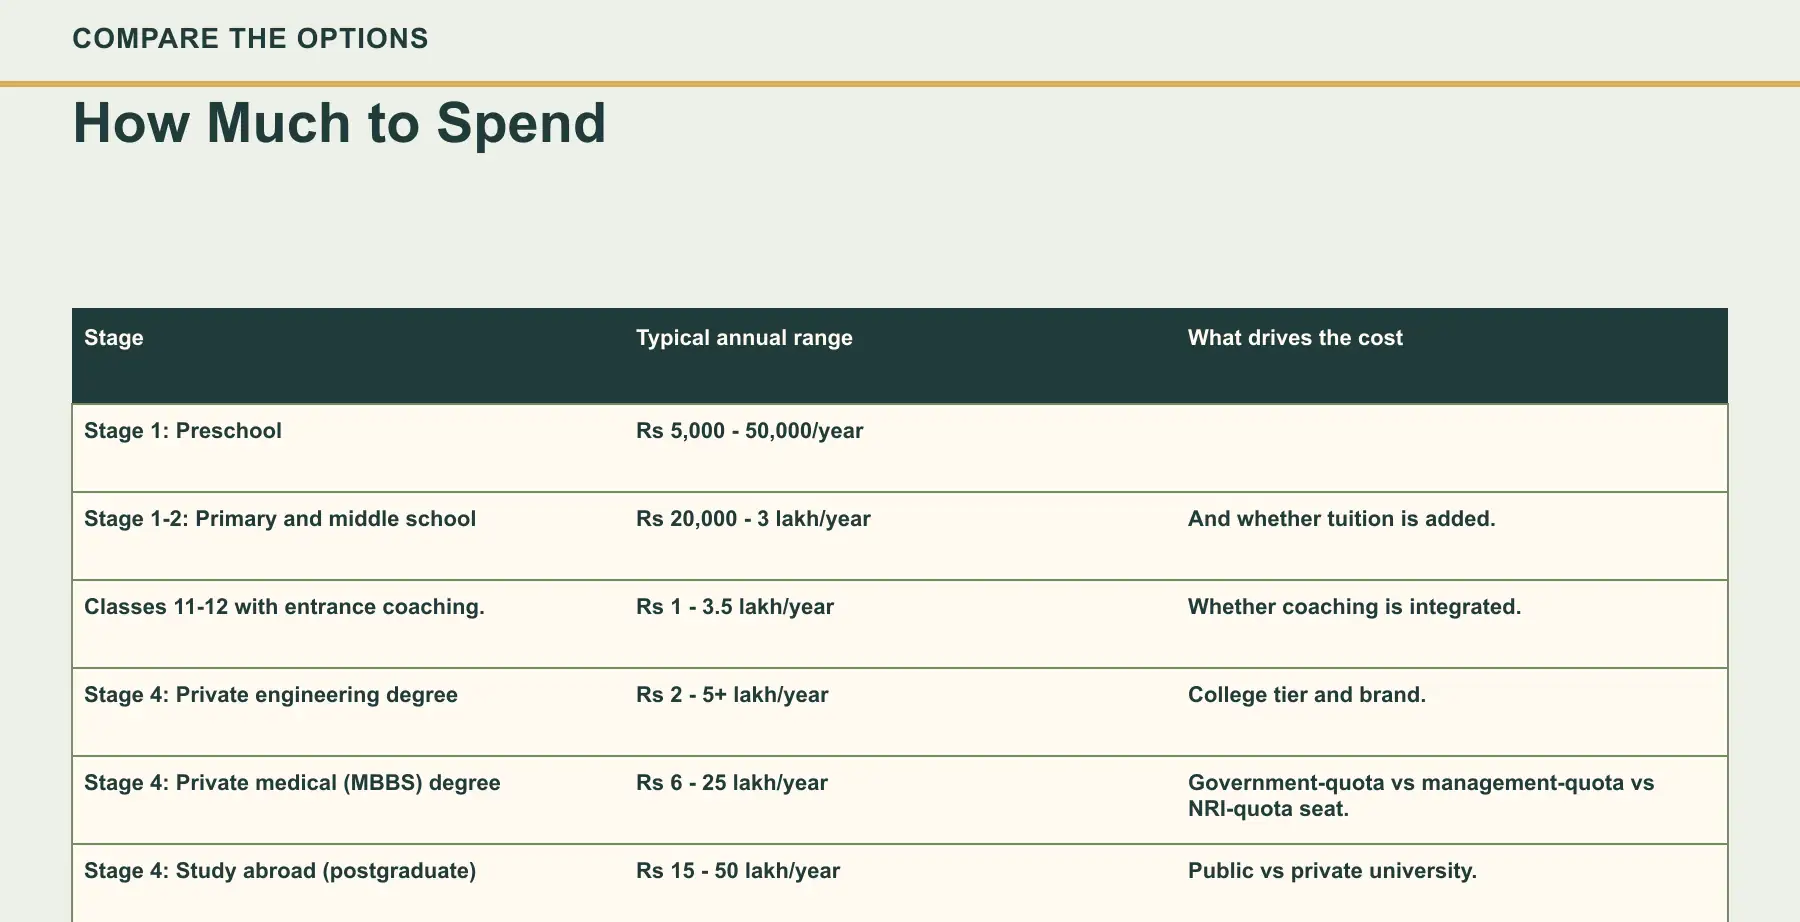 COMPARE THE OPTIONS
How Much to Spend
Stage Typical annual range What drives the cost
Stage 1: Preschool Rs 5,000 - 50,000/year
Stage 1-2: Primary and middle school Rs 20,000 - 3 lakh/year And whether tuition is added.
Classes 11-12 with entrance coaching. Rs 1 - 3.5 lakh/year Whether coaching is integrated.
Stage 4: Private engineering degree Rs 2 - 5+ lakh/year College tier and brand.
Stage 4: Private medical (MBBS) degree Rs 6 - 25 lakh/year Government-quota vs management-quota vs
NRI-quota seat.
Stage 4: Study abroad (postgraduate) Rs 15 - 50 lakh/year Public vs private university.